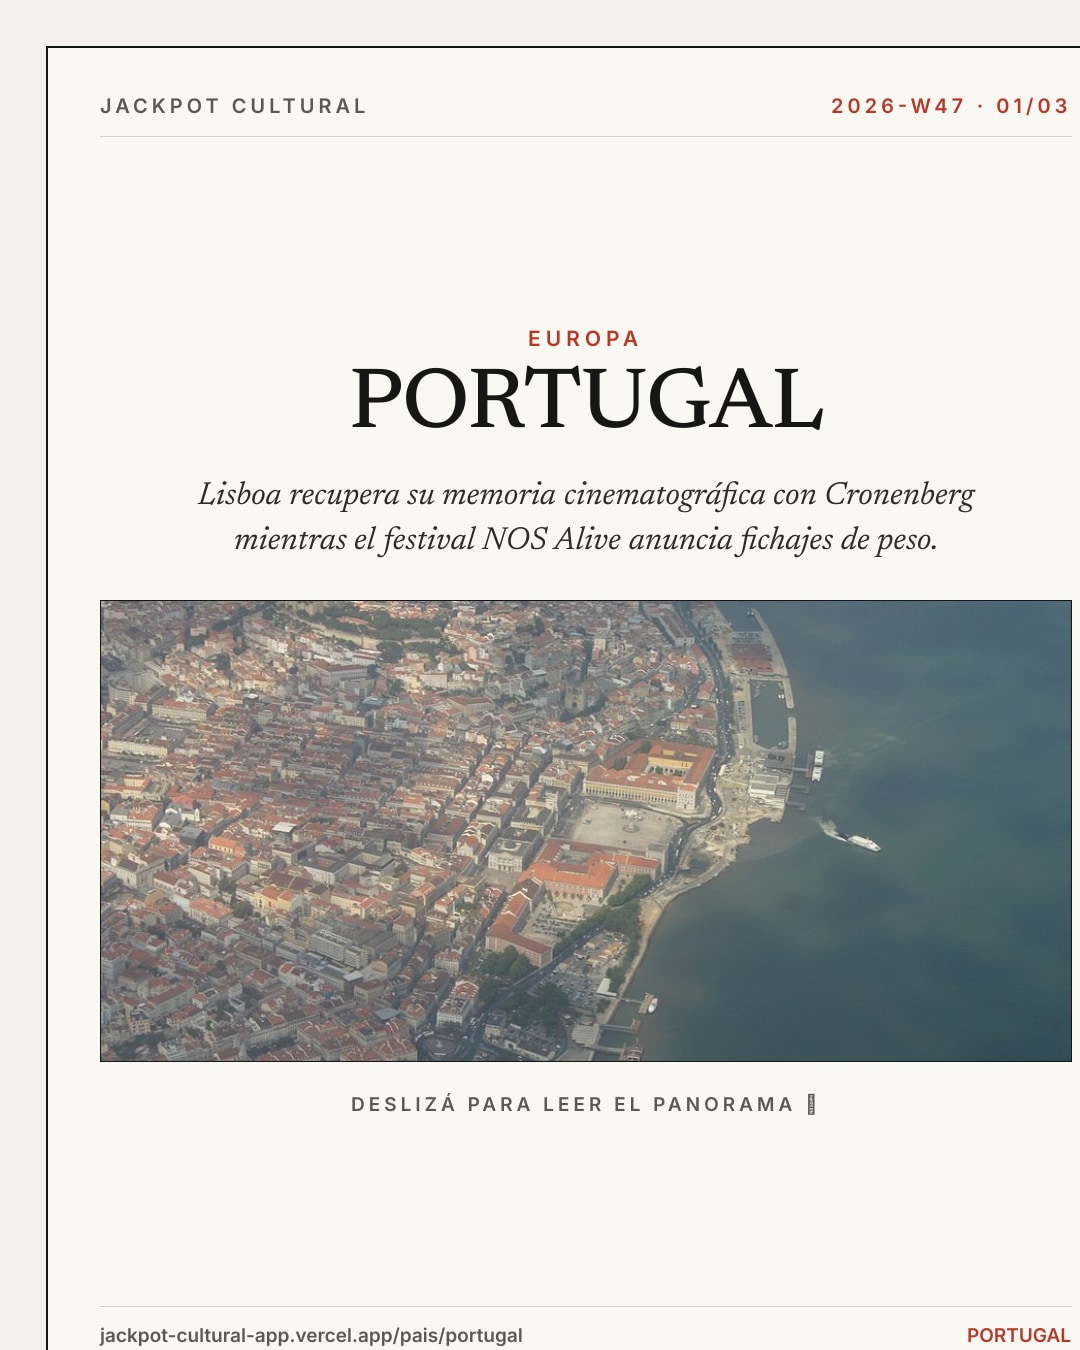 JACKPOT CULTURAL
2026-W47 · 01/03
EUROPA
PORTUGAL
Lisboa recupera su memoria cinematográfica con Cronenberg
mientras el festival NOS Alive anuncia fichajes de peso.
DESLIZÁ PARA LEER EL PANORAMA
jackpot-cultural-app.vercel.app/pais/portugal
PORTUGAL